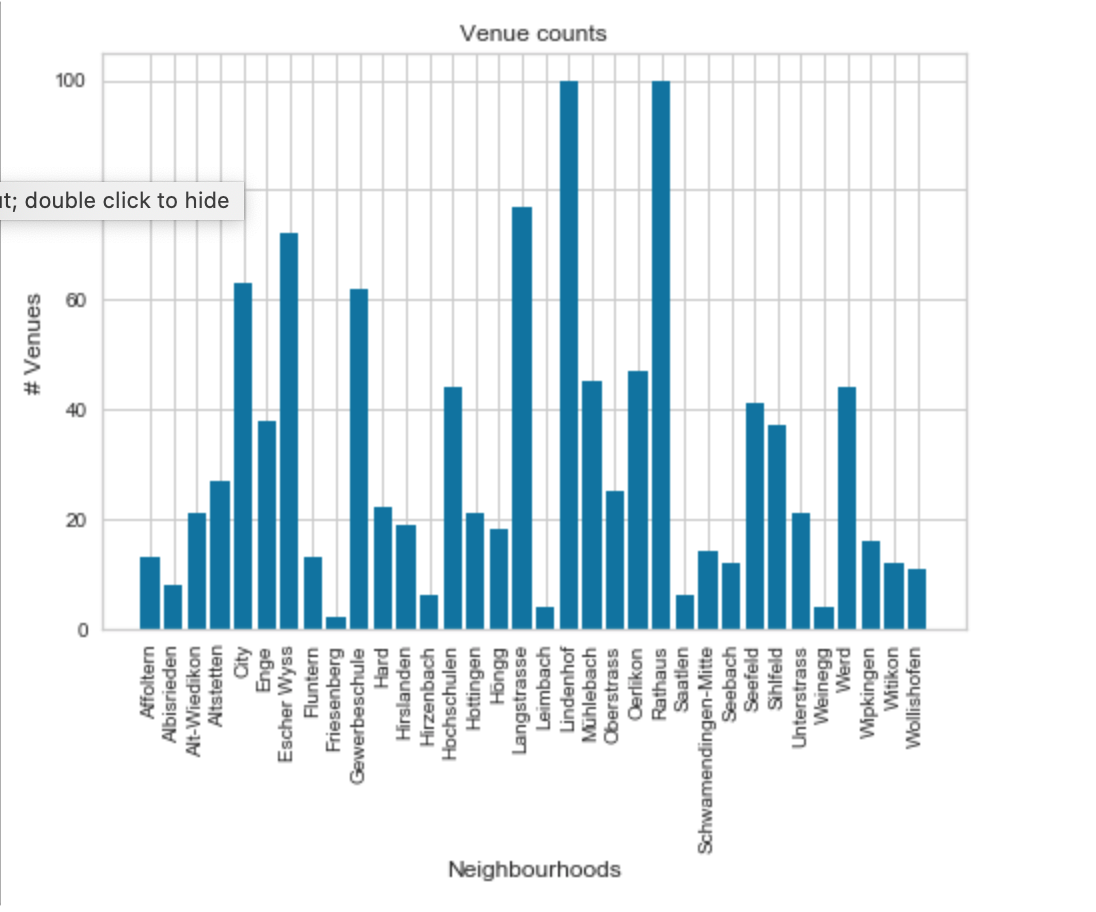 Venue counts
100
ut; double click to hide
60
40
20
0
# Venues
Affoltern
Albisrieden
Alt-Wiedikon
Altstetten
City
Enge
Escher Wyss
Fluntern
Friesenberg
Gewerbeschule
Hard
Hirslanden
Hirzenbach
Hochschulen
Hottingen
Höngg
Langstrasse
Leimbach
Lindenhof
Mühlebach
Oberstrass
Oerlikon
Rathaus
Saatlen
Schwamendingen-Mitte
Seebach
Seefeld
Sihlfeld
Unterstrass
Weinegg
Werd
Wipkingen
Witikon
Wollishofen
Neighbourhoods